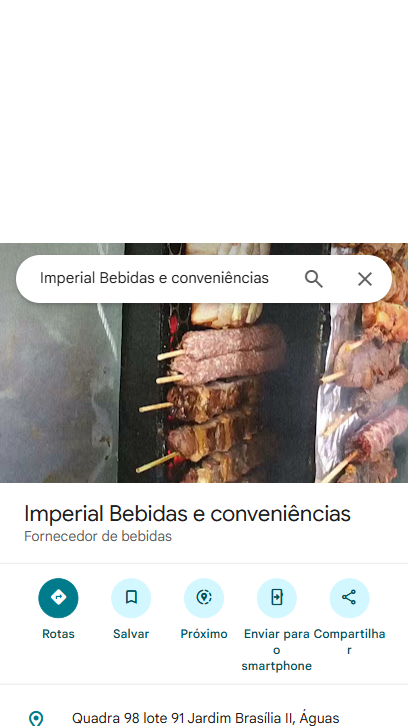 Imperial Bebidas e conveniências
Imperial Bebidas e conveniências
Fornecedor de bebidas
Rotas
Salvar
Próximo
Enviar para
o
smartphone
Compartilha
r
Quadra 98 lote 91 Jardim Brasília II, Águas